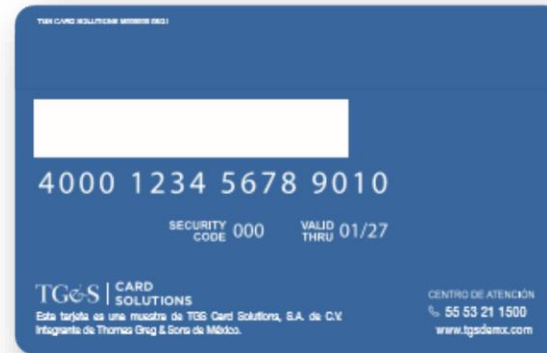 4000 1234 5678 9010
SECURITY CODE 000 VALID THRU 01/27
TG&S | CARD SOLUTIONS
Este tarjeta es una muestra de TGS Card Solutions, S.A. de C.V.
Integrante de Thomas Greg & Sons de México.
CENTRO DE ATENCIÓN
55 53 21 1500
www.tgsdemx.com